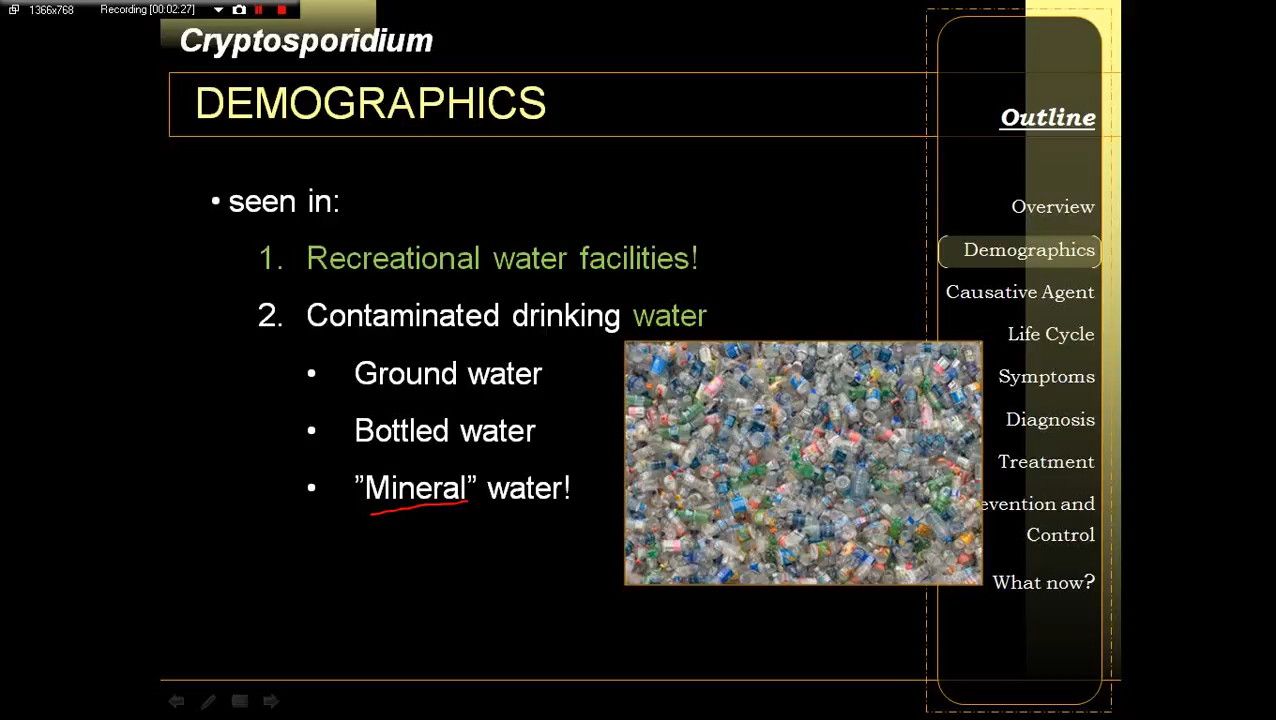 1366x768 Recording [00:02:27]
Cryptosporidium
DEMOGRAPHICS
• seen in:
1. Recreational water facilities!
2. Contaminated drinking water
• Ground water
• Bottled water
• ”Mineral” water!
Outline
Overview
Demographics
Causative Agent
Life Cycle
Symptoms
Diagnosis
Treatment
evention and
Control
What now?